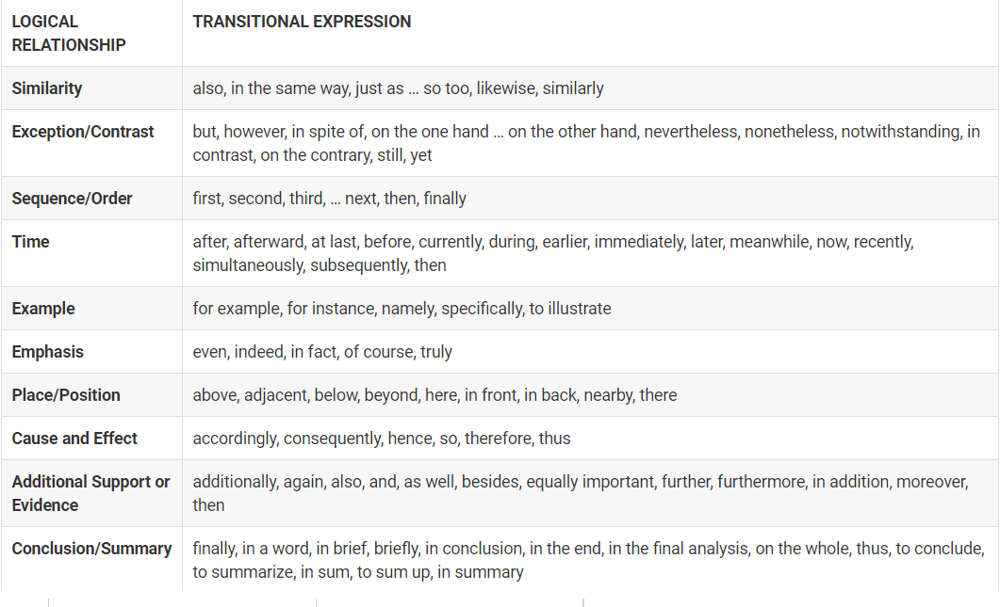 LOGICAL
RELATIONSHIP
TRANSITIONAL EXPRESSION
Similarity
also, in the same way, just as ... so too, likewise, similarly
Exception/Contrast
but, however, in spite of, on the one hand ... on the other hand, nevertheless, nonetheless, notwithstanding, in
contrast, on the contrary, still, yet
Sequence/Order
first, second, third, ... next, then, finally
Time
after, afterward, at last, before, currently, during, earlier, immediately, later, meanwhile, now, recently,
simultaneously, subsequently, then
Example
for example, for instance, namely, specifically, to illustrate
Emphasis
even, indeed, in fact, of course, truly
Place/Position
above, adjacent, below, beyond, here, in front, in back, nearby, there
Cause and Effect
accordingly, consequently, hence, so, therefore, thus
Additional Support or
Evidence
additionally, again, also, and, as well, besides, equally important, further, furthermore, in addition, moreover,
then
Conclusion/Summary
finally, in a word, in brief, briefly, in conclusion, in the end, in the final analysis, on the whole, thus, to conclude,
to summarize, in sum, to sum up, in summary